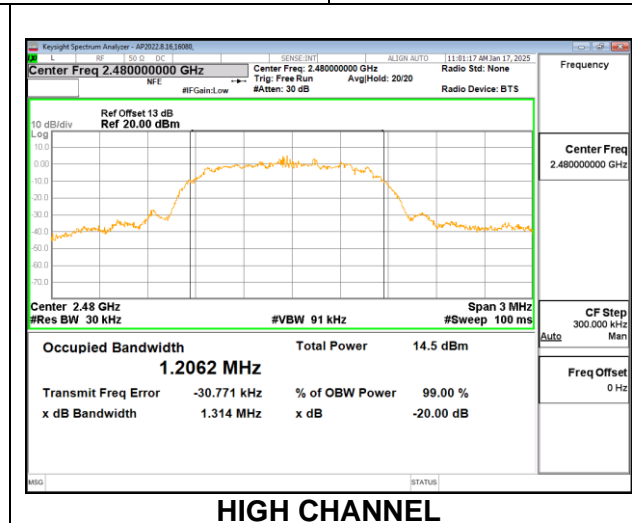 Keysight Spectrum Analyzer - AP2022.8.16,16080,
L RF 50 Ω DC SENSE:INT ALIGN AUTO 11:01:17 AM Jan 17, 2025
Center Freq 2.480000000 GHz
NFE
#IFGain:Low
Center Freq: 2.480000000 GHz
Trig: Free Run Avg|Hold: 20/20
#Atten: 30 dB
Radio Std: None
Radio Device: BTS
Frequency
Ref Offset 13 dB
10 dB/div Ref 20.00 dBm
Log
10.0
0.00
-10.0
-20.0
-30.0
-40.0
-50.0
-60.0
-70.0
Center Freq
2.480000000 GHz
Center 2.48 GHz Span 3 MHz
#Res BW 30 kHz #VBW 91 kHz #Sweep 100 ms
CF Step
300.000 kHz
Auto Man
Occupied Bandwidth Total Power 14.5 dBm
1.2062 MHz
Transmit Freq Error -30.771 kHz % of OBW Power 99.00 %
x dB Bandwidth 1.314 MHz x dB -20.00 dB
Freq Offset
0 Hz
MSG STATUS
HIGH CHANNEL